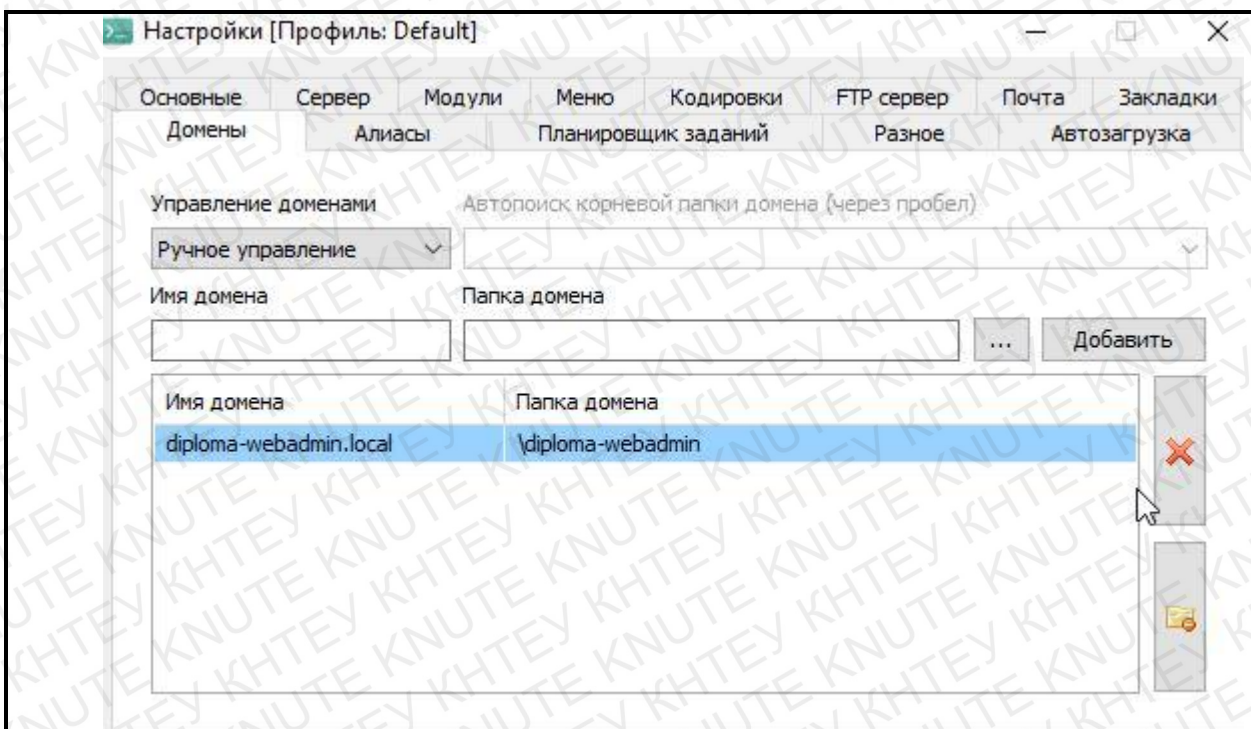 Настройки [Профиль: Default]
Основные Сервер Модули Меню Кодировки FTP сервер Почта Закладки
Домены Алиасы Планировщик заданий Разное Автозагрузка
Управление доменами Автопоиск корневой папки домена (через пробел)
Ручное управление
Имя домена Папка домена
... Добавить
Имя домена Папка домена
diploma-webadmin.local \diploma-webadmin